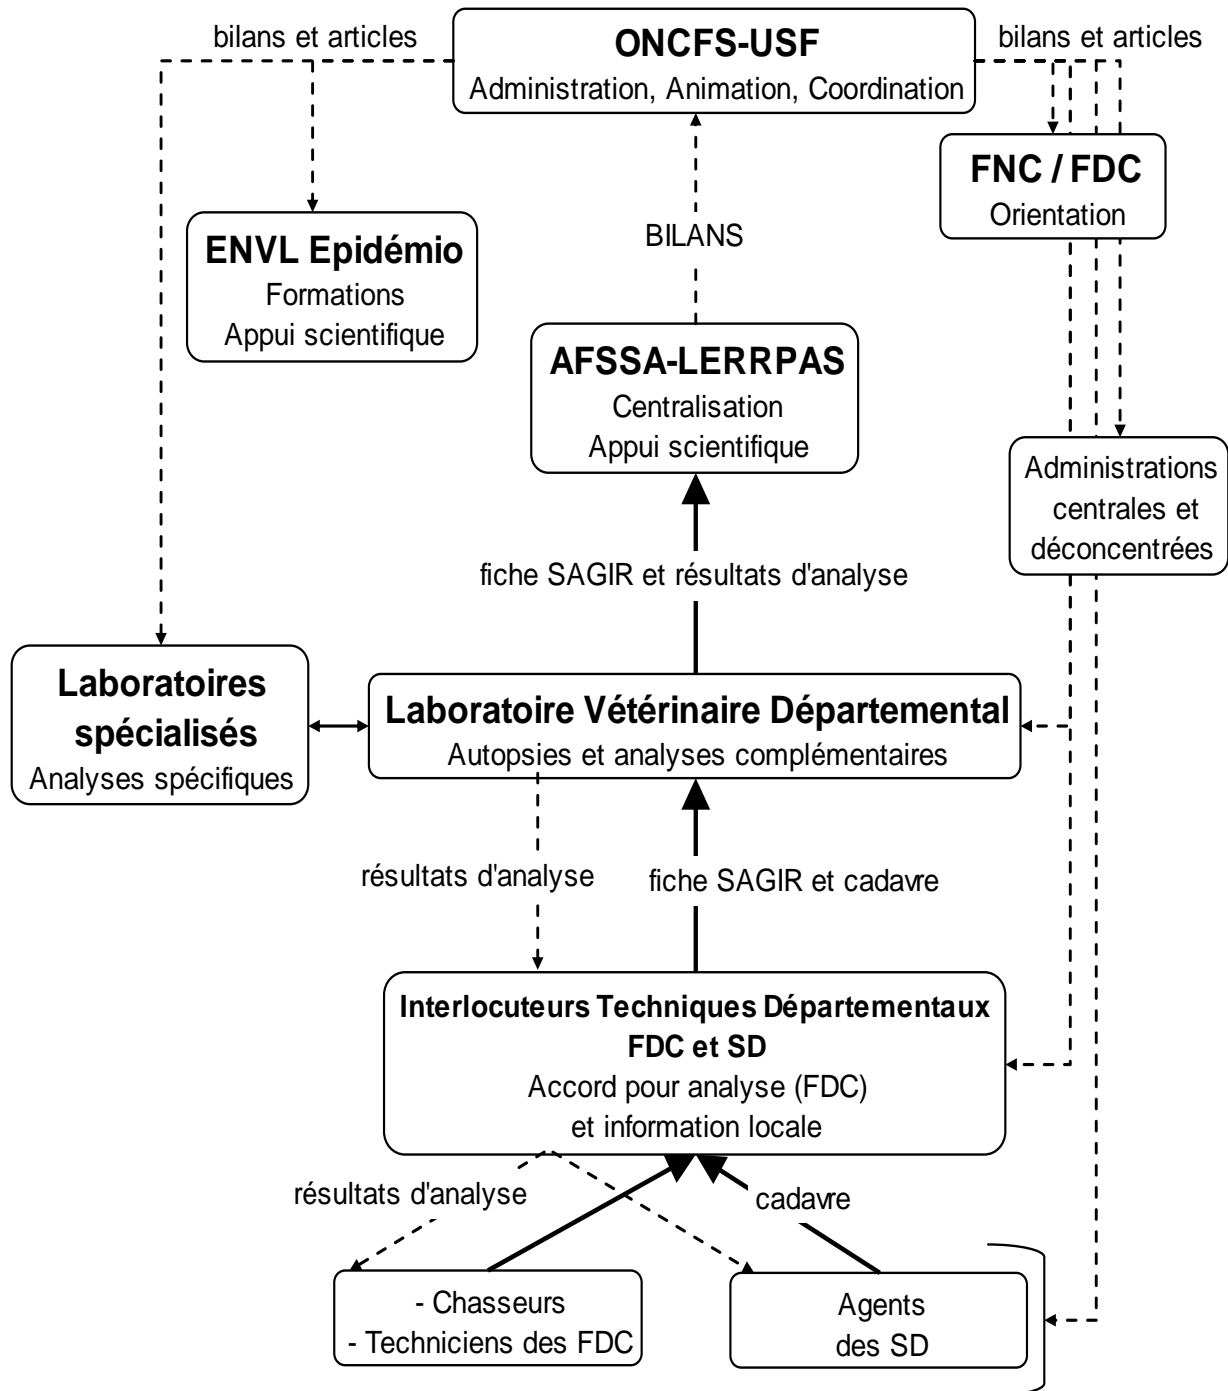 bilans et articles
ONCFS-USF
Administration, Animation, Coordination
bilans et articles
FNC / FDC
Orientation
ENVL Epidémio
Formations
Appui scientifique
BILANS
AFSSA-LERRPAS
Centralisation
Appui scientifique
Administrations
centrales et
déconcentrées
fiche SAGIR et résultats d'analyse
Laboratoires
spécialisés
Analyses spécifiques
Laboratoire Vétérinaire Départemental
Autopsies et analyses complémentaires
résultats d'analyse
fiche SAGIR et cadavre
Interlocuteurs Techniques Départementaux
FDC et SD
Accord pour analyse (FDC)
et information locale
résultats d'analyse
cadavre
- Chasseurs
- Techniciens des FDC
Agents
des SD